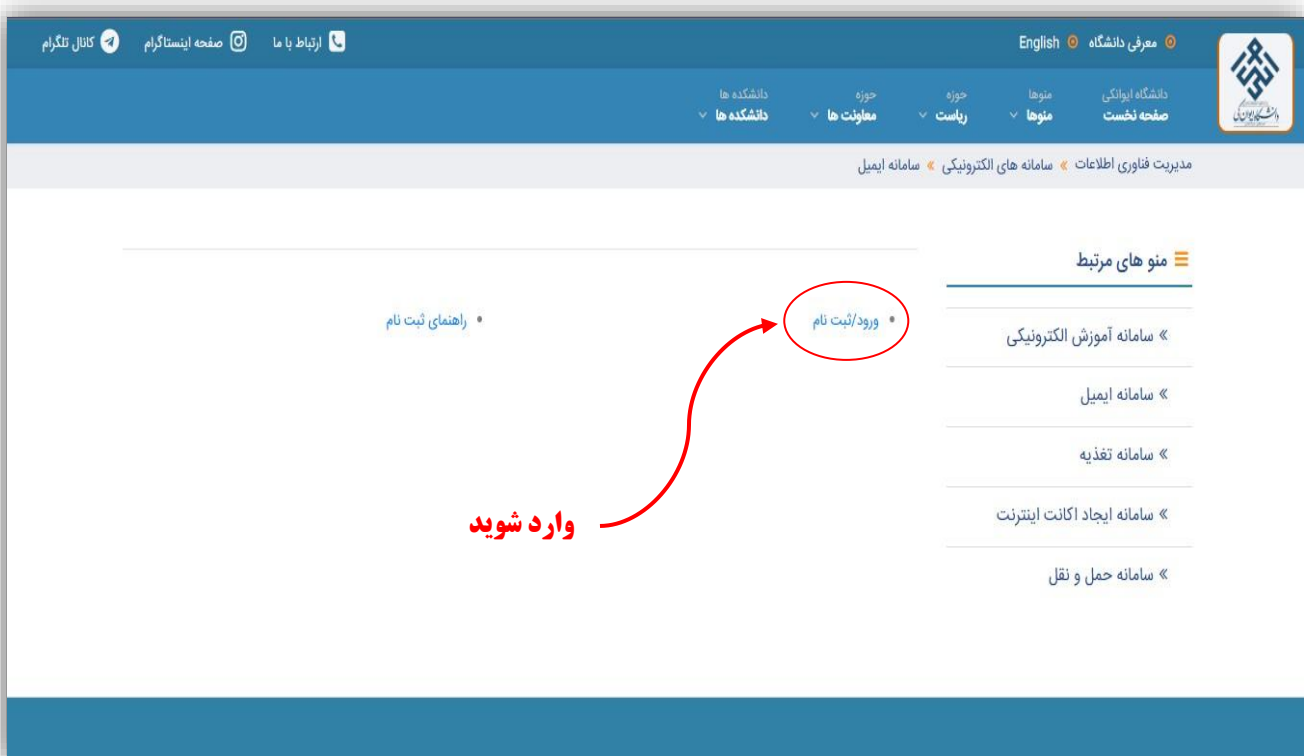 معرفی دانشگاه English ارتباط با ما صفحه اینستاگرام کانال تلگرام
دانشگاه ایوانکی منوها حوزه حوزه دانشکده ها
صفحه نخست منوها ریاست معاونت ها دانشکده ها
دانشگاه ایوان کی
مدیریت فناوری اطلاعات » سامانه های الکترونیکی » سامانه ایمیل
منو های مرتبط
ورود/ثبت نام راهنمای ثبت نام
» سامانه آموزش الکترونیکی
» سامانه ایمیل
» سامانه تغذیه
» سامانه ایجاد اکانت اینترنت
وارد شوید
» سامانه حمل و نقل